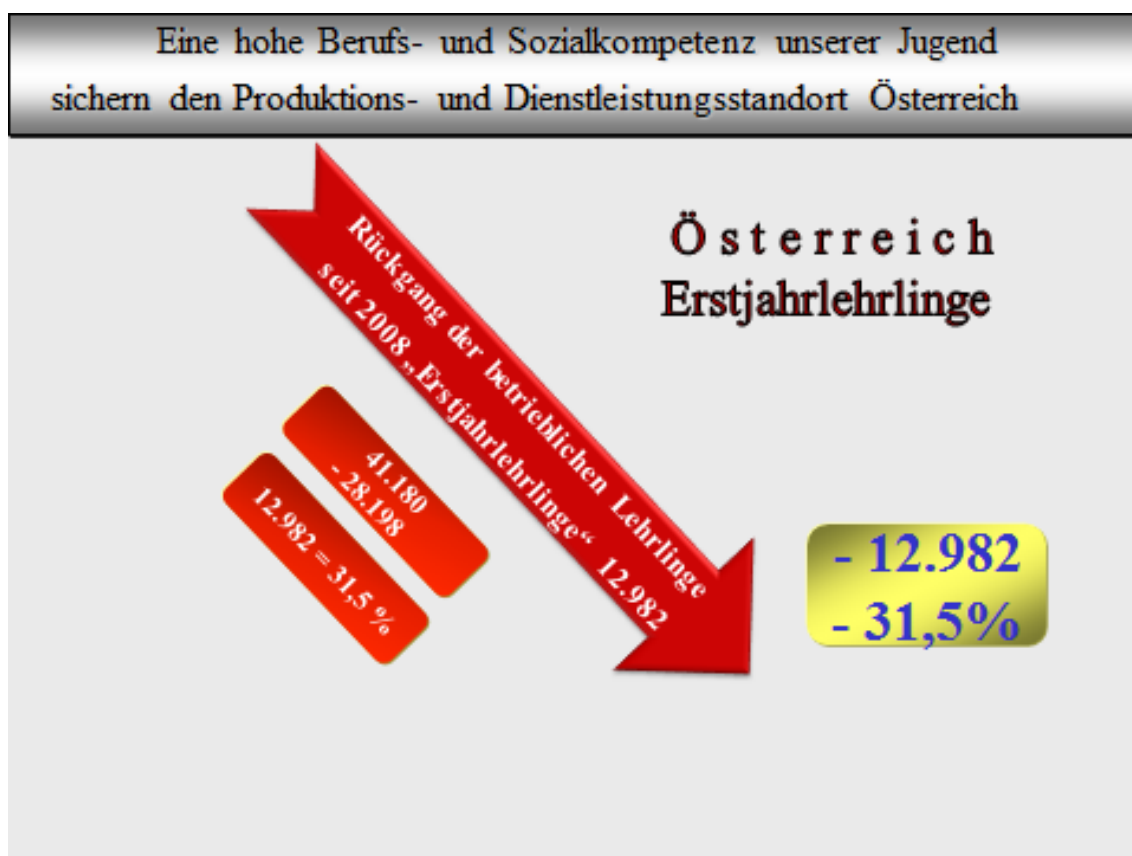 Eine hohe Berufs- und Sozialkompetenz unserer Jugend
sichern den Produktions- und Dienstleistungsstandort Österreich
Österreich
Erstjahrlehrlinge
Rückgang der betrieblichen Lehrlinge
seit 2008 „Erstjahrlehrlinge“ 12.982
41.180
- 28.198
12.982 = 31,5 %
- 12.982
- 31,5%